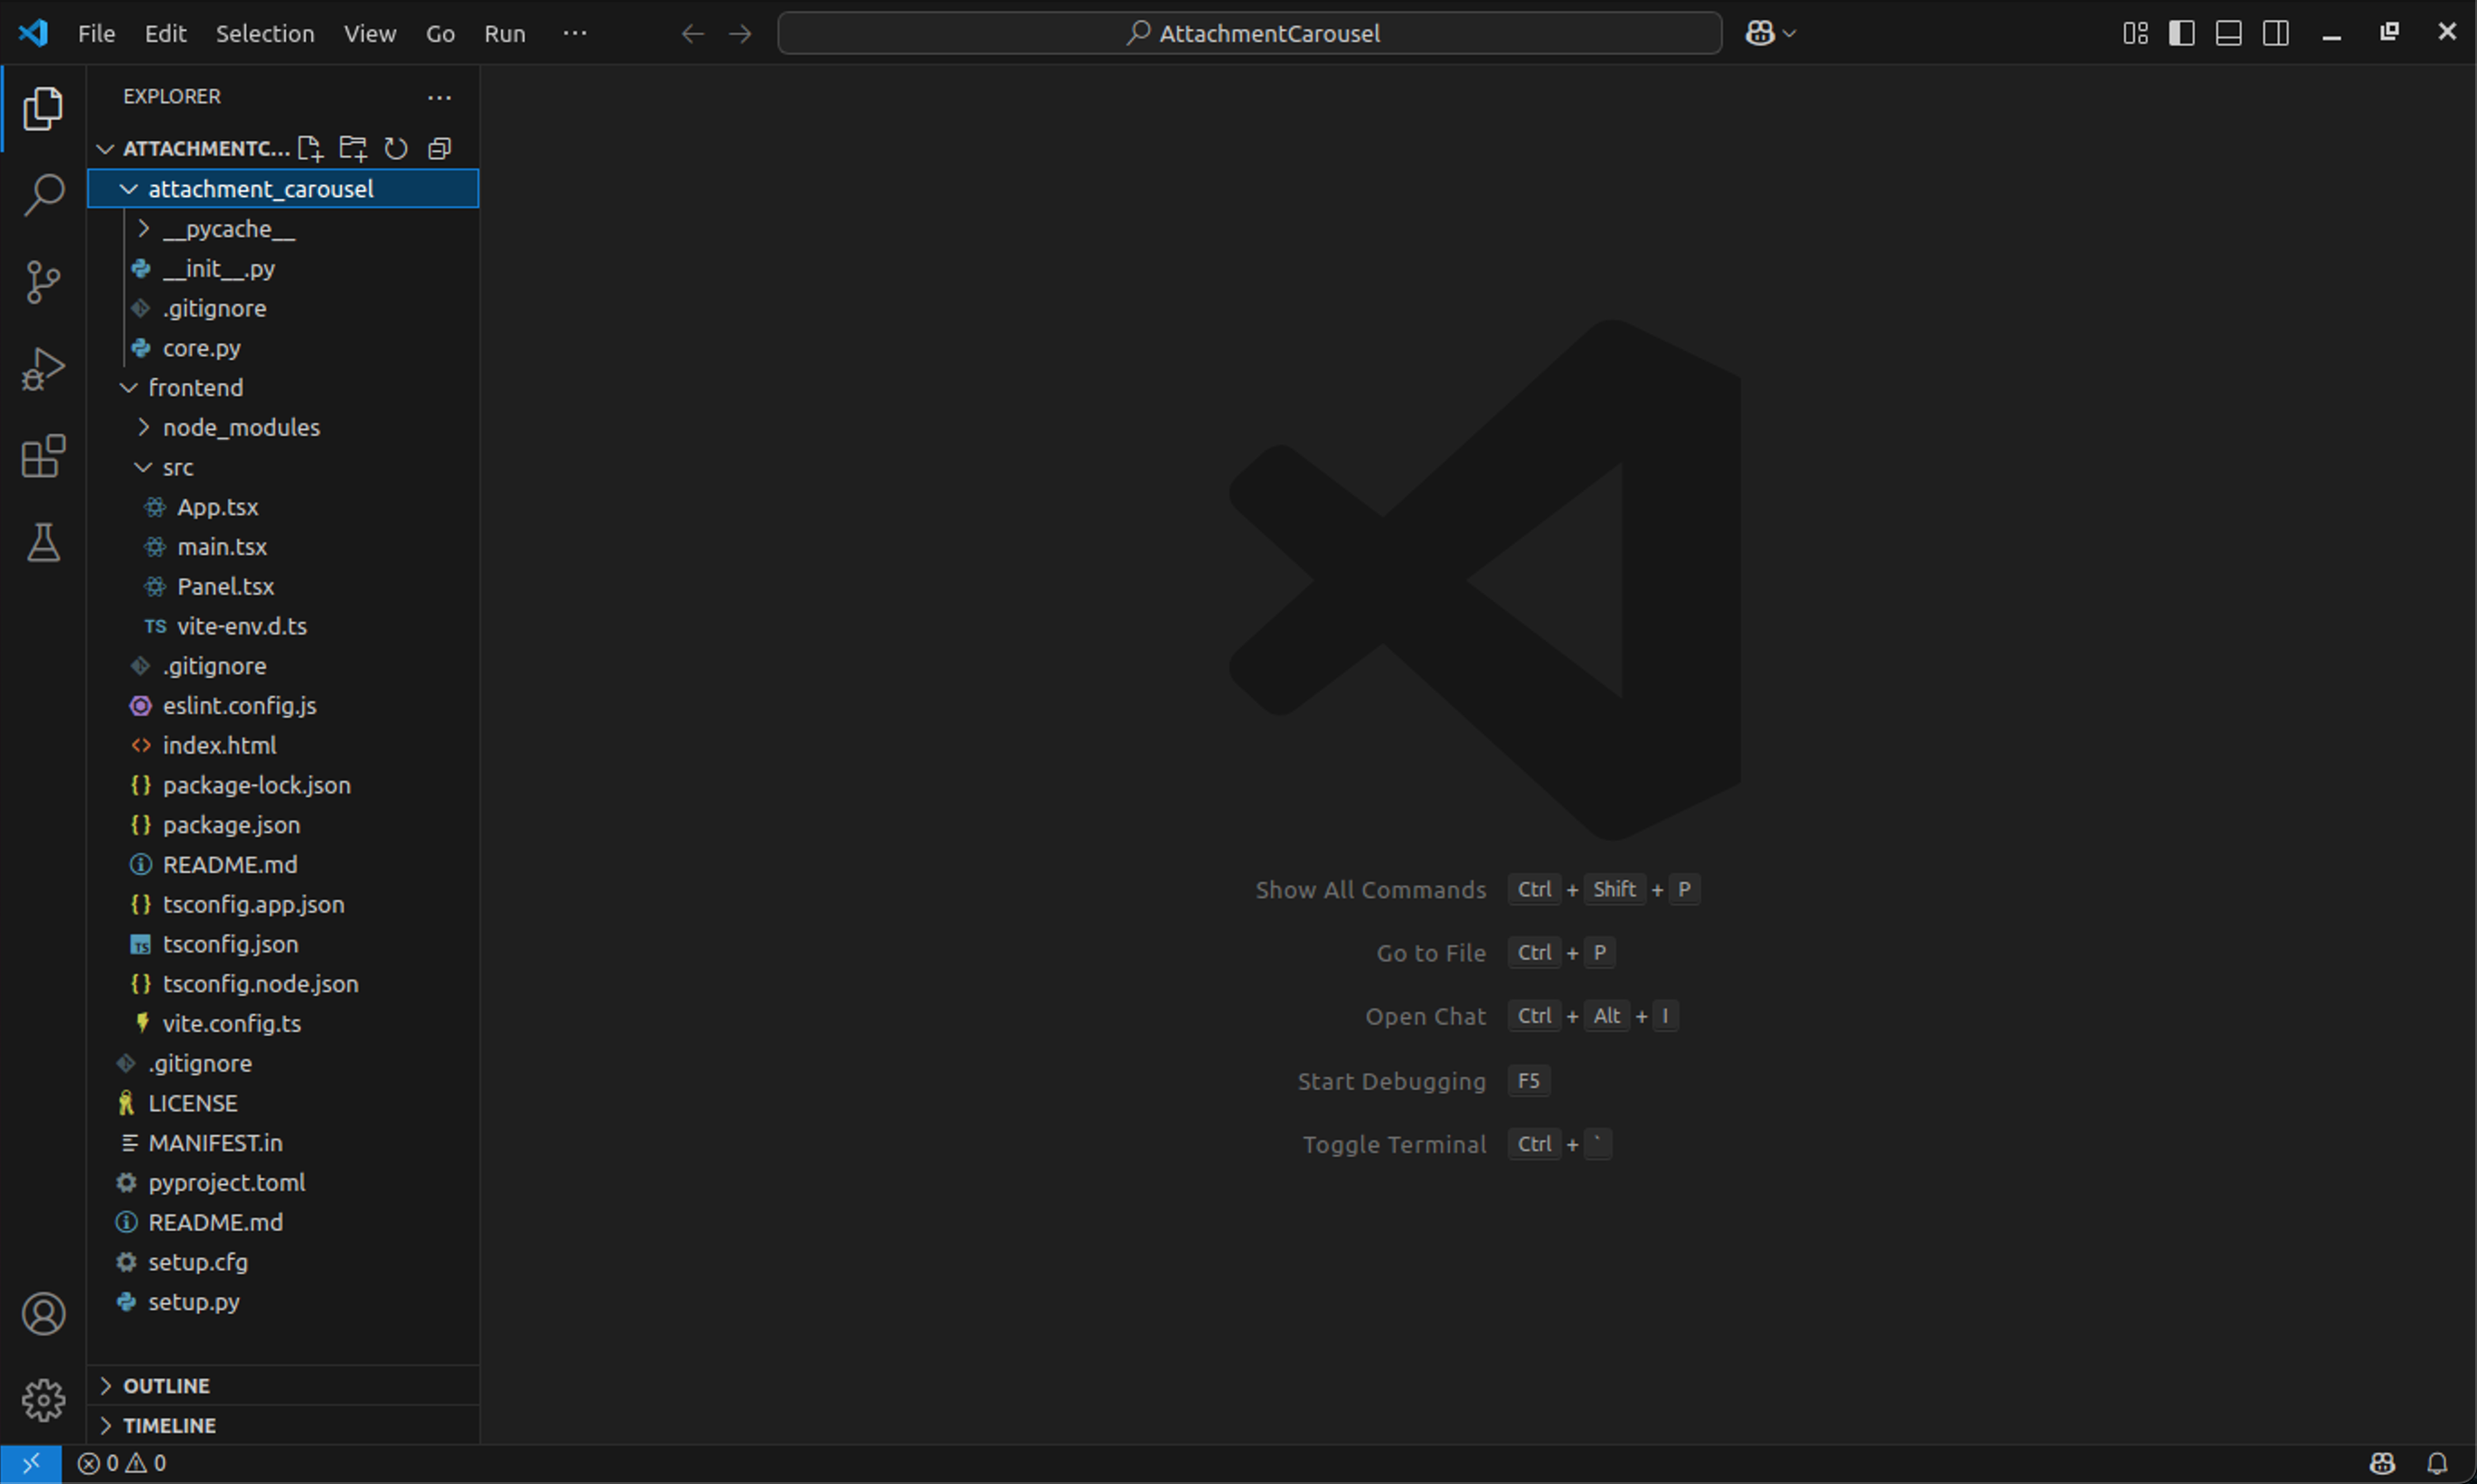 File Edit Selection View Go Run ···
AttachmentCarousel
EXPLORER
ATTACHMENTC...
attachment_carousel
__pycache__
__init__.py
.gitignore
core.py
frontend
node_modules
src
App.tsx
main.tsx
Panel.tsx
TS vite-env.d.ts
.gitignore
eslint.config.js
<> index.html
{} package-lock.json
{} package.json
README.md
{} tsconfig.app.json
TS tsconfig.json
{} tsconfig.node.json
vite.config.ts
.gitignore
LICENSE
MANIFEST.in
pyproject.toml
README.md
setup.cfg
setup.py
OUTLINE
TIMELINE
Show All Commands Ctrl + Shift + P
Go to File Ctrl + P
Open Chat Ctrl + Alt + I
Start Debugging F5
Toggle Terminal Ctrl + `
0 0